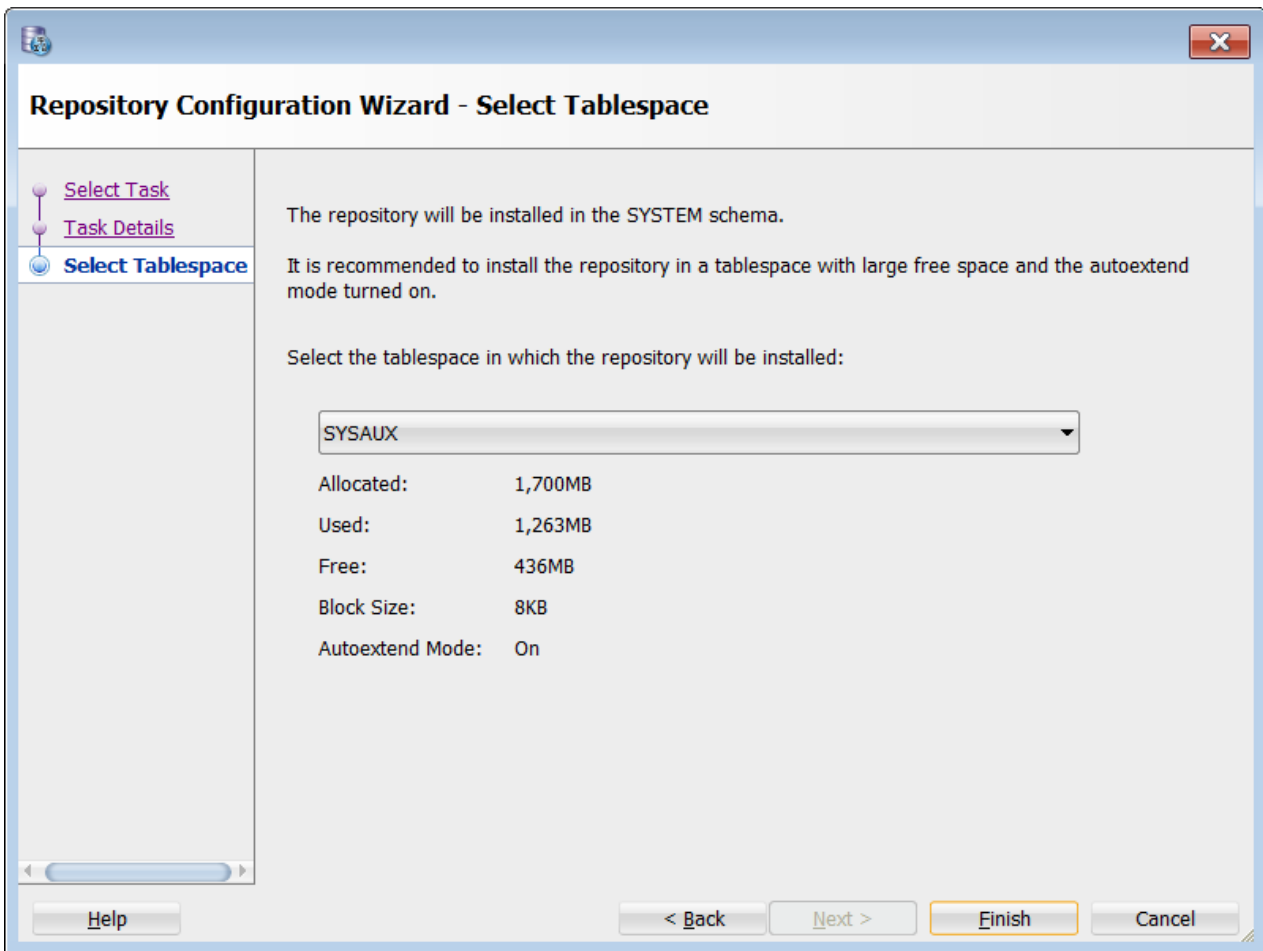 Repository Configuration Wizard - Select Tablespace
Select Task
Task Details
Select Tablespace
The repository will be installed in the SYSTEM schema.
It is recommended to install the repository in a tablespace with large free space and the autoextend
mode turned on.
Select the tablespace in which the repository will be installed:
SYSAUX
Allocated: 1,700MB
Used: 1,263MB
Free: 436MB
Block Size: 8KB
Autoextend Mode: On
Help < Back Next > Finish Cancel